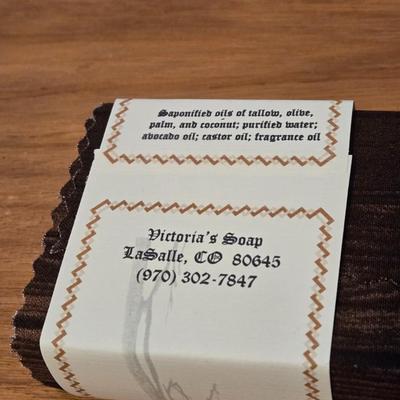 Saponified oils of tallow, olive,
palm, and coconut; purified water;
avocado oil; castor oil; fragrance oil
Victoria's Soap
LaSalle, CO  80645
(970) 302-7847